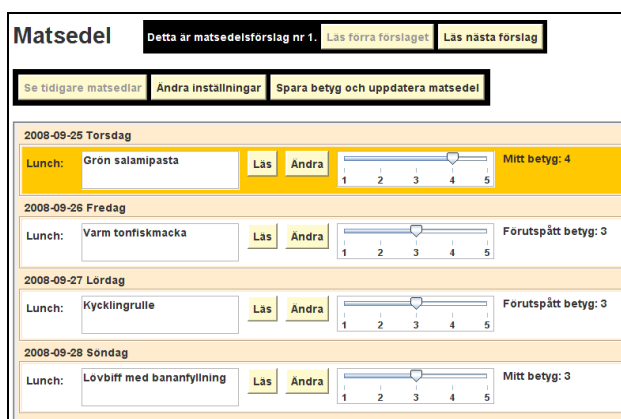 Matsedel
Detta är matsedelsförslag nr 1. Läs förra förslaget Läs nästa förslag
Se tidigare matsedlar Ändra inställningar Spara betyg och uppdatera matsedel
2008-09-25 Torsdag
Lunch: Grön salamipasta Läs Ändra Mitt betyg: 4
1 2 3 4 5
2008-09-26 Fredag
Lunch: Varm tonfiskmacka Läs Ändra Förutspått betyg: 3
1 2 3 4 5
2008-09-27 Lördag
Lunch: Kycklingrulle Läs Ändra Förutspått betyg: 3
1 2 3 4 5
2008-09-28 Söndag
Lunch: Lövbiff med bananfyllning Läs Ändra Mitt betyg: 3
1 2 3 4 5